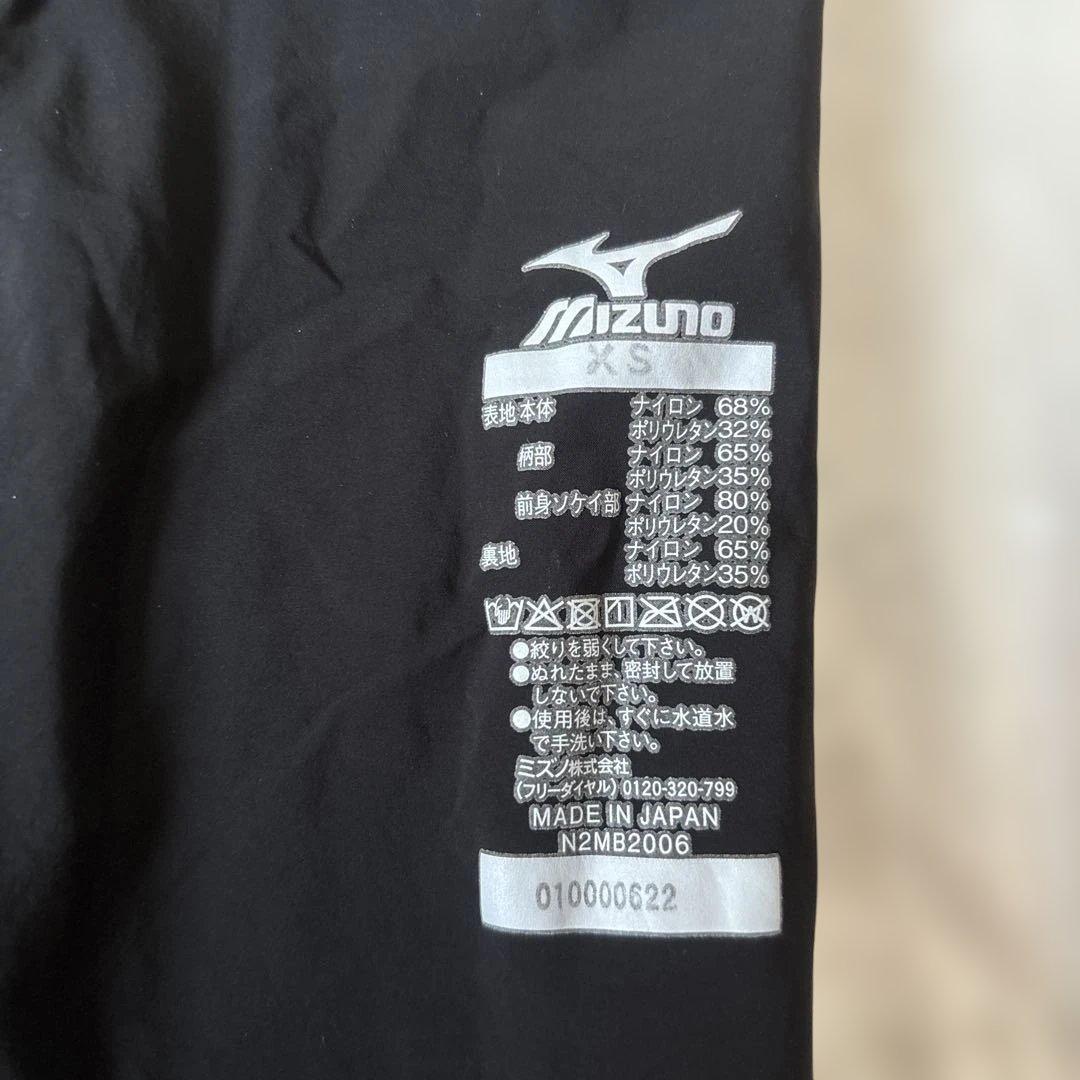 MIZUNO
XS
表地 本体 ナイロン 68%
ポリウレタン32%
柄部 ナイロン 65%
ポリウレタン35%
前身ソケイ部 ナイロン 80%
ポリウレタン20%
裏地 ナイロン 65%
ポリウレタン35%
●絞りを弱くして下さい。
●ぬれたまま、密封して放置
しないで下さい。
●使用後は、すぐに水道水
で手洗い下さい。
ミズノ株式会社
(フリーダイヤル) 0120-320-799
MADE IN JAPAN
N2MB2006
010000622